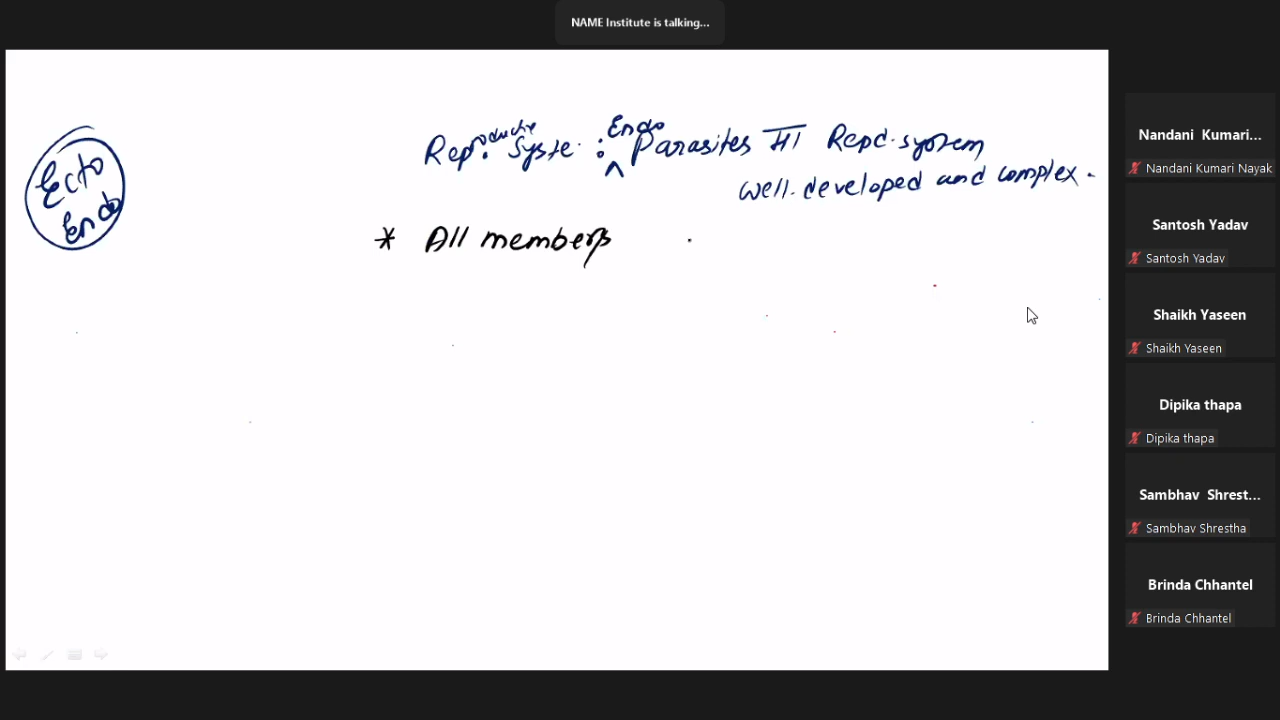 NAME Institute is talking...
Ecto
Endo
Reproductive Syste. : Endo Parasites Repd. system
well-developed and complex.
* All members
Nandani Kumari...
Nandani Kumari Nayak
Santosh Yadav
Santosh Yadav
Shaikh Yaseen
Shaikh Yaseen
Dipika thapa
Dipika thapa
Sambhav Shrest...
Sambhav Shrestha
Brinda Chhantel
Brinda Chhantel